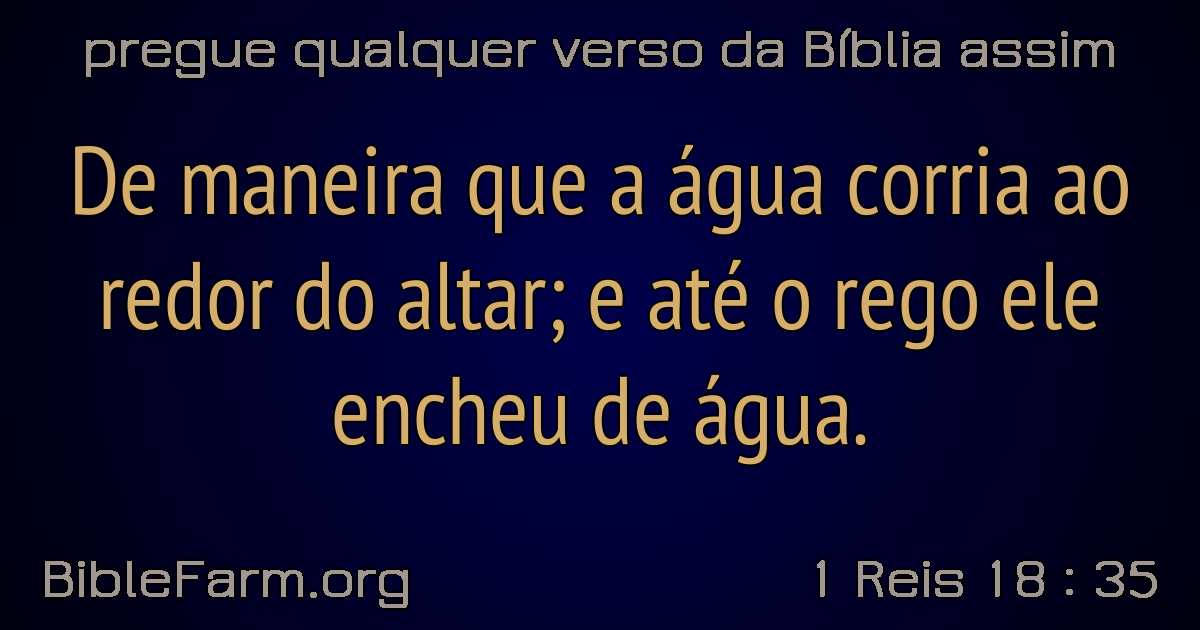 pregue qualquer verso da Bíblia assim
De maneira que a água corria ao
redor do altar; e até o rego ele
encheu de água.
BibleFarm.org
1 Reis 18 : 35